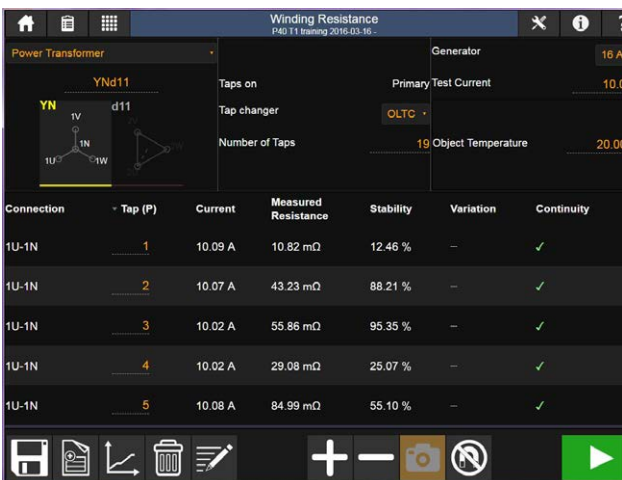 Winding Resistance
P40 T1 training 2016-03-16 -
Power Transformer
YNd11
YN
d11
1V
1N
1U
1W
Taps on
Primary
Tap changer
OLTC
Number of Taps
19
Generator
16 A
Test Current
10.0
Object Temperature
20.00
Connection Tap (P) Current Measured Resistance Stability Variation Continuity
1U-1N 1 10.09 A 10.82 mΩ 12.46 % -- ✓
1U-1N 2 10.07 A 43.23 mΩ 88.21 % -- ✓
1U-1N 3 10.02 A 55.86 mΩ 95.35 % -- ✓
1U-1N 4 10.02 A 29.08 mΩ 25.07 % -- ✓
1U-1N 5 10.08 A 84.99 mΩ 55.10 % -- ✓